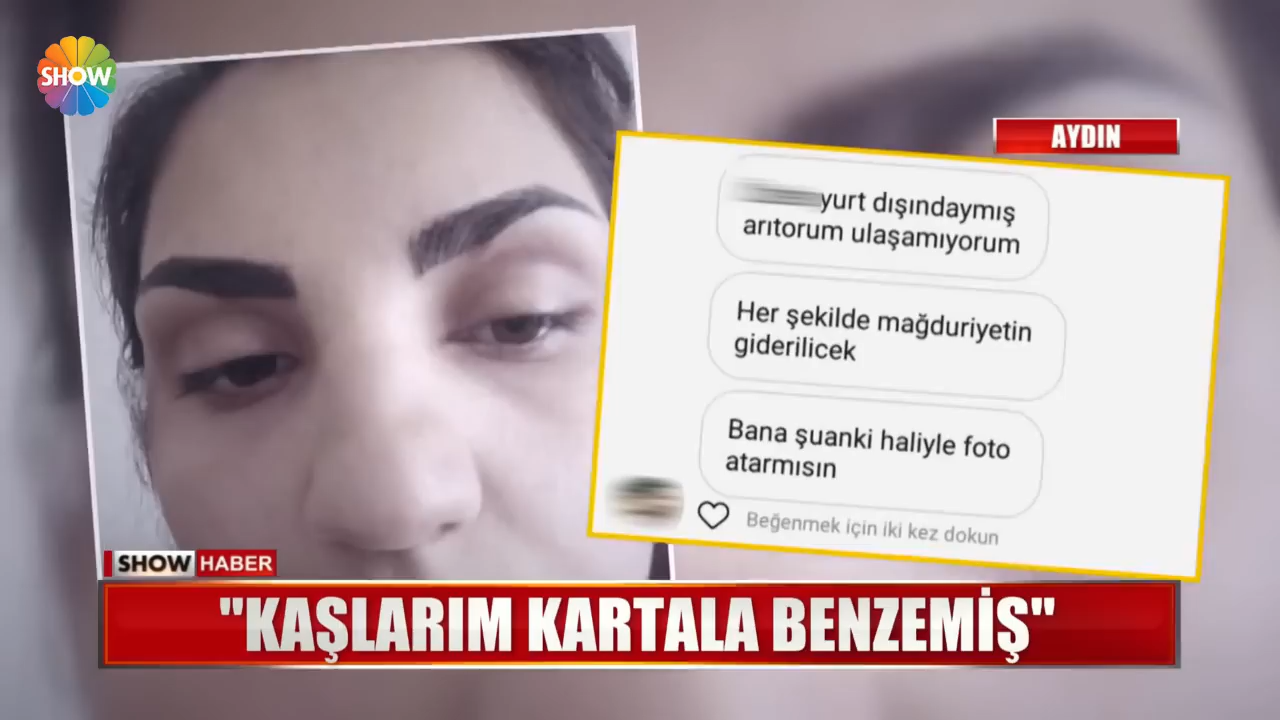 SHOW
AYDIN
yurt dışındaymış
arıtorum ulaşamıyorum
Her şekilde mağduriyetin
giderilicek
Bana şuanki haliyle foto
atarmısın
Beğenmek için iki kez dokun
SHOW HABER
"KAŞLARIM KARTALA BENZEMİŞ"